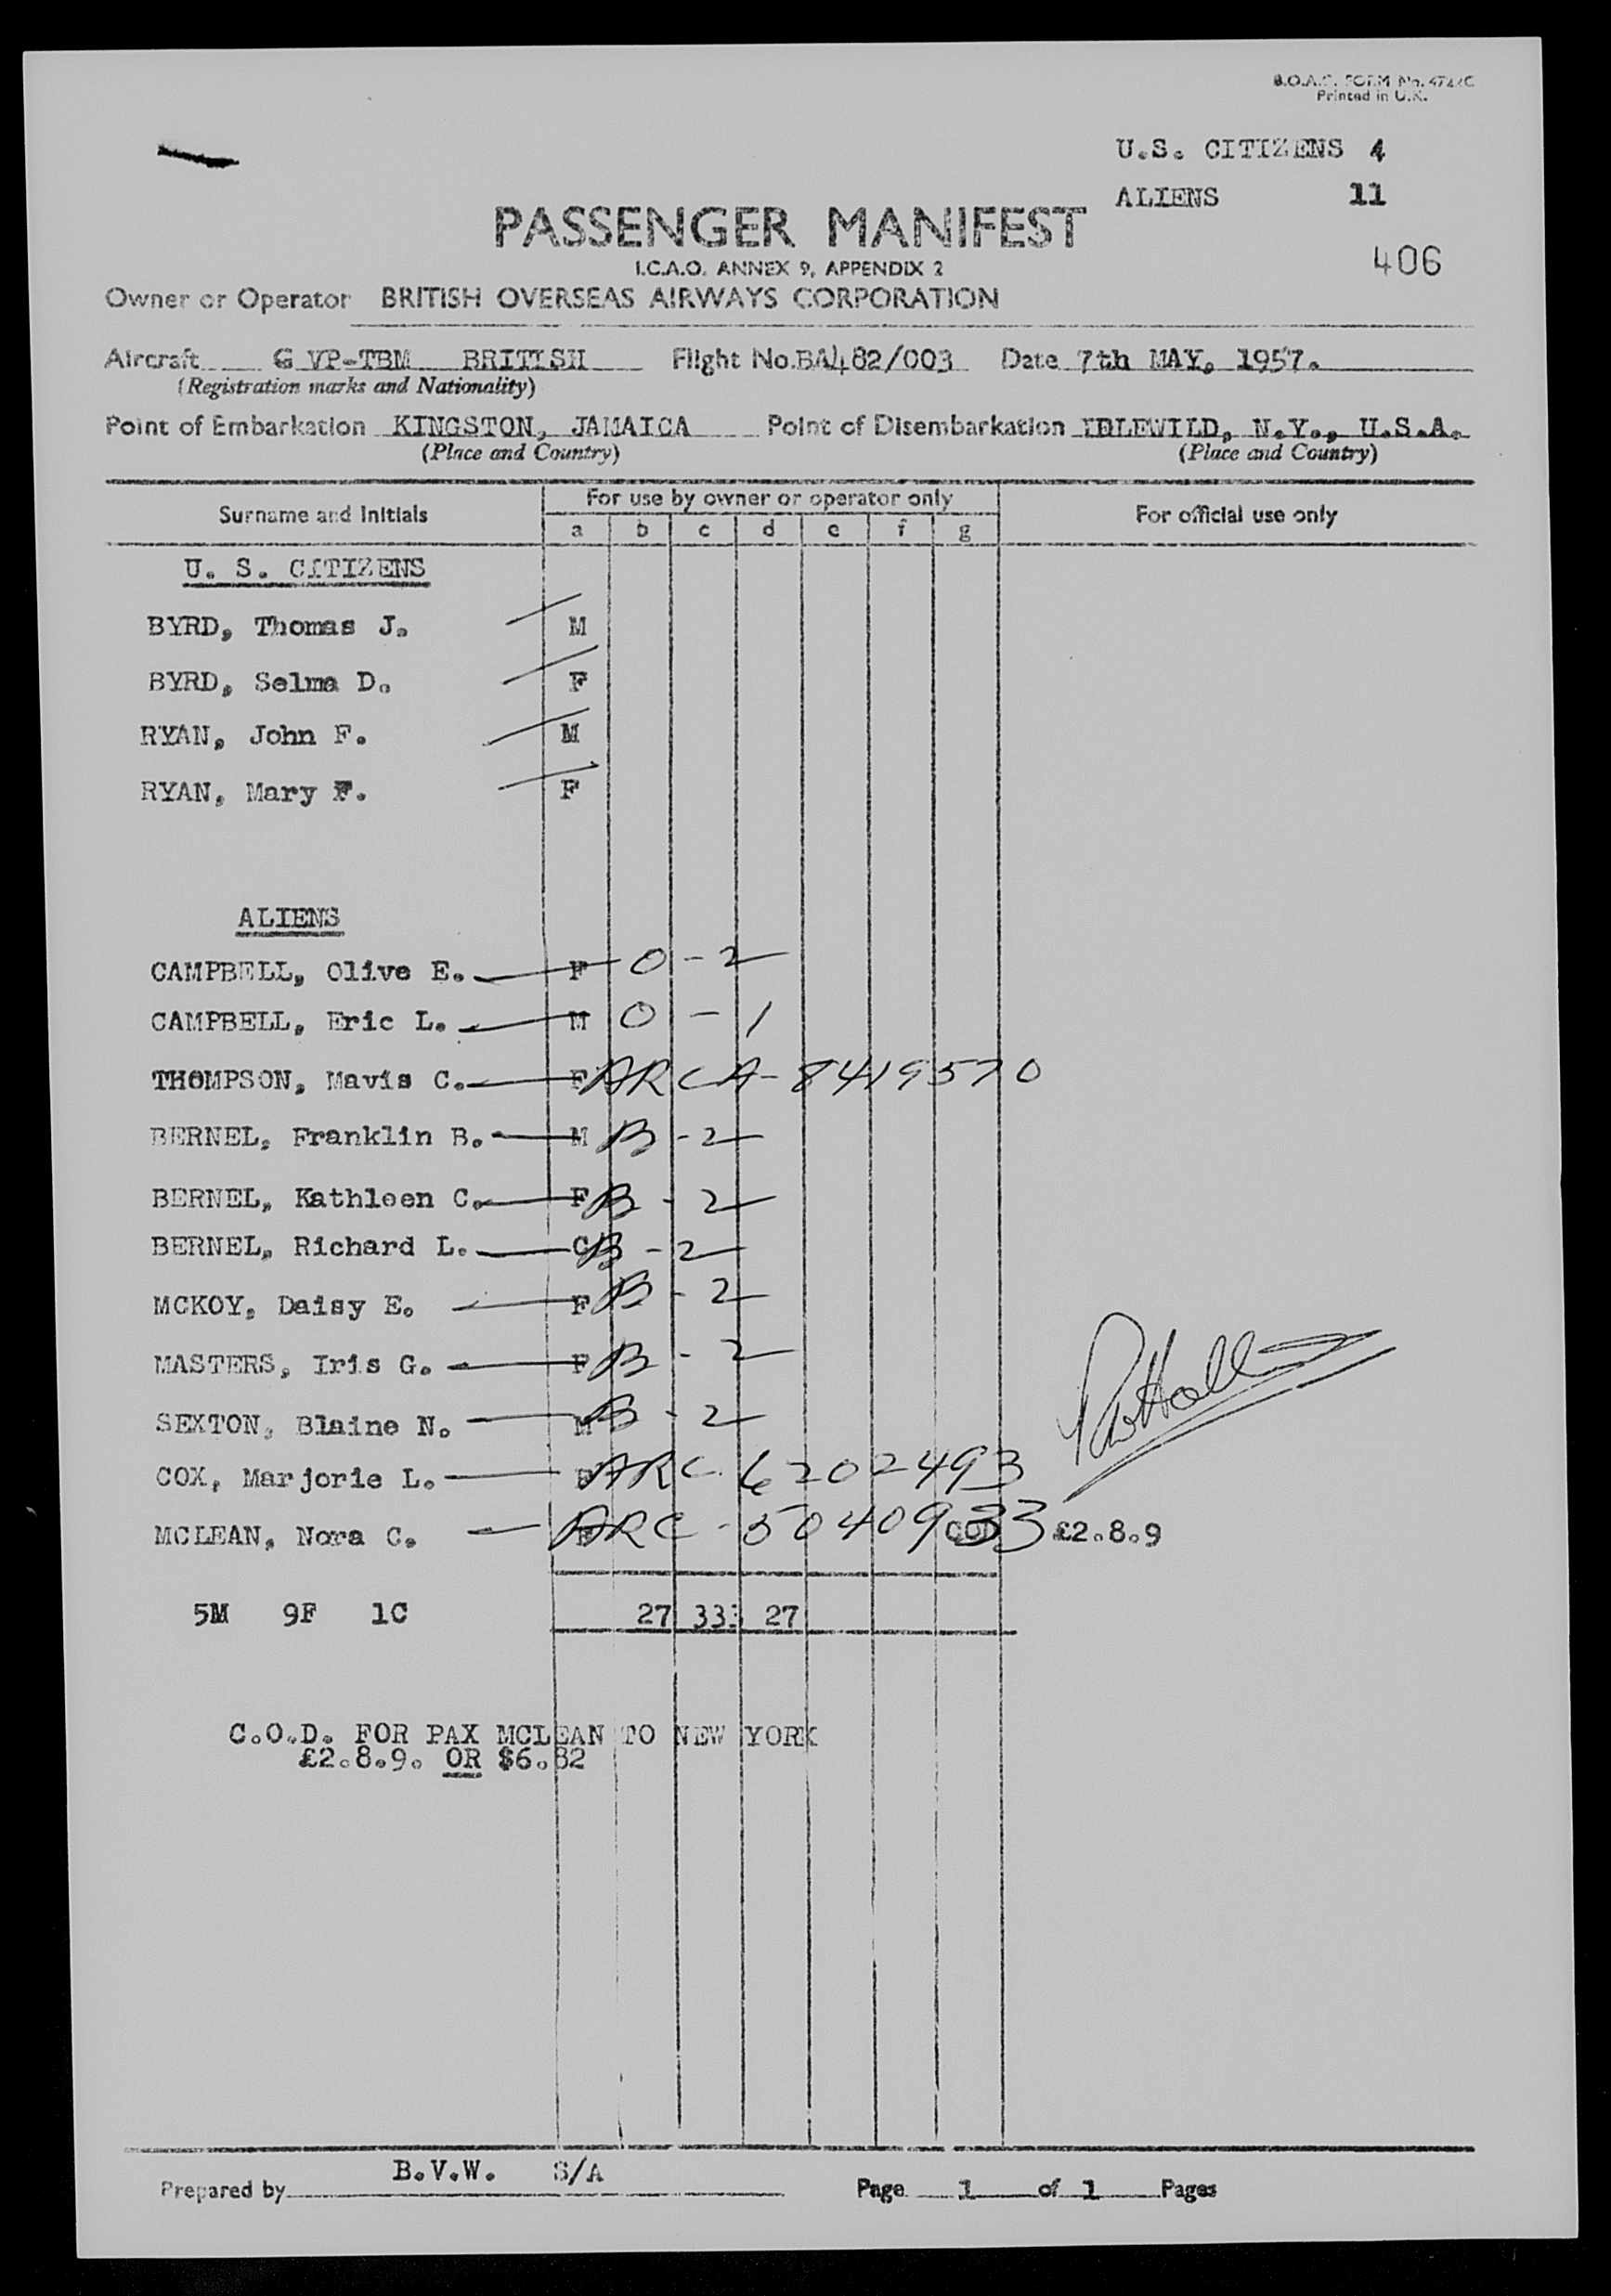 B.O.A.C. FORM No. 4722C
Printed in U.K.
U.S. CITIZENS 4
ALIENS 11
PASSENGER MANIFEST
I.C.A.O. ANNEX 9, APPENDIX 2
406
Owner or Operator BRITISH OVERSEAS AIRWAYS CORPORATION
Aircraft G VP-TBM BRITISH Flight No. BA482/003 Date 7th MAY, 1957.
(Registration marks and Nationality)
Point of Embarkation KINGSTON, JAMAICA Point of Disembarkation IDLEWILD, N.Y., U.S.A.
(Place and Country) (Place and Country)
Surname and Initials For use by owner or operator only For official use only
a b c d e f g
U. S. CITIZENS
BYRD, Thomas J. M
BYRD, Selma D. F
RYAN, John F. M
RYAN, Mary F. F
ALIENS
CAMPBELL, Olive E. F O - 2
CAMPBELL, Eric L. M O - 1
THOMPSON, Mavis C. F ARC A- 8419570
BERNEL, Franklin B. M B - 2
BERNEL, Kathleen C. F B - 2
BERNEL, Richard L. C B - 2
MCKOY, Daisy E. F B - 2
MASTERS, Iris G. F B - 2
SEXTON, Blaine N. M B - 2
COX, Marjorie L. F ARC 6202493
MCLEAN, Nora C. F ARC - 5040933 COD £2.8.9
5M 9F 1C 27 333 27
C.O.D. FOR PAX MCLEAN TO NEW YORK
£2.8.9. OR $6.82
Prepared by B.V.W. S/A Page 1 of 1 Pages